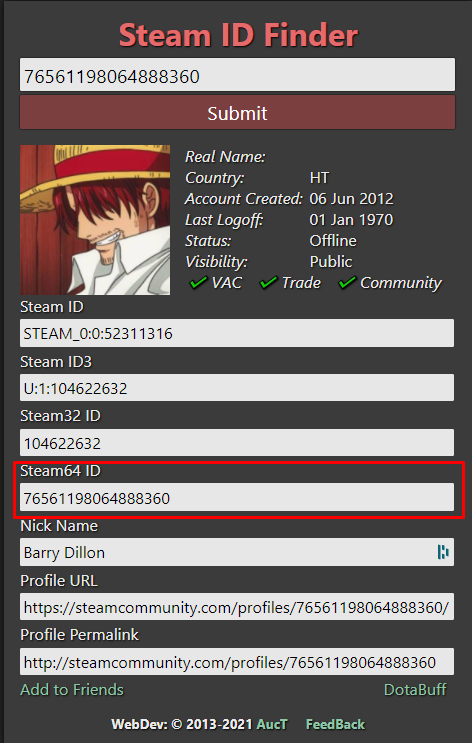 Steam ID Finder
76561198064888360
Submit
Real Name:
Country: HT
Account Created: 06 Jun 2012
Last Logoff: 01 Jan 1970
Status: Offline
Visibility: Public
VAC Trade Community
Steam ID
STEAM_0:0:52311316
Steam ID3
U:1:104622632
Steam32 ID
104622632
Steam64 ID
76561198064888360
Nick Name
Barry Dillon
Profile URL
https://steamcommunity.com/profiles/76561198064888360/
Profile Permalink
http://steamcommunity.com/profiles/76561198064888360
Add to Friends DotaBuff
WebDev: © 2013-2021 AucT FeedBack